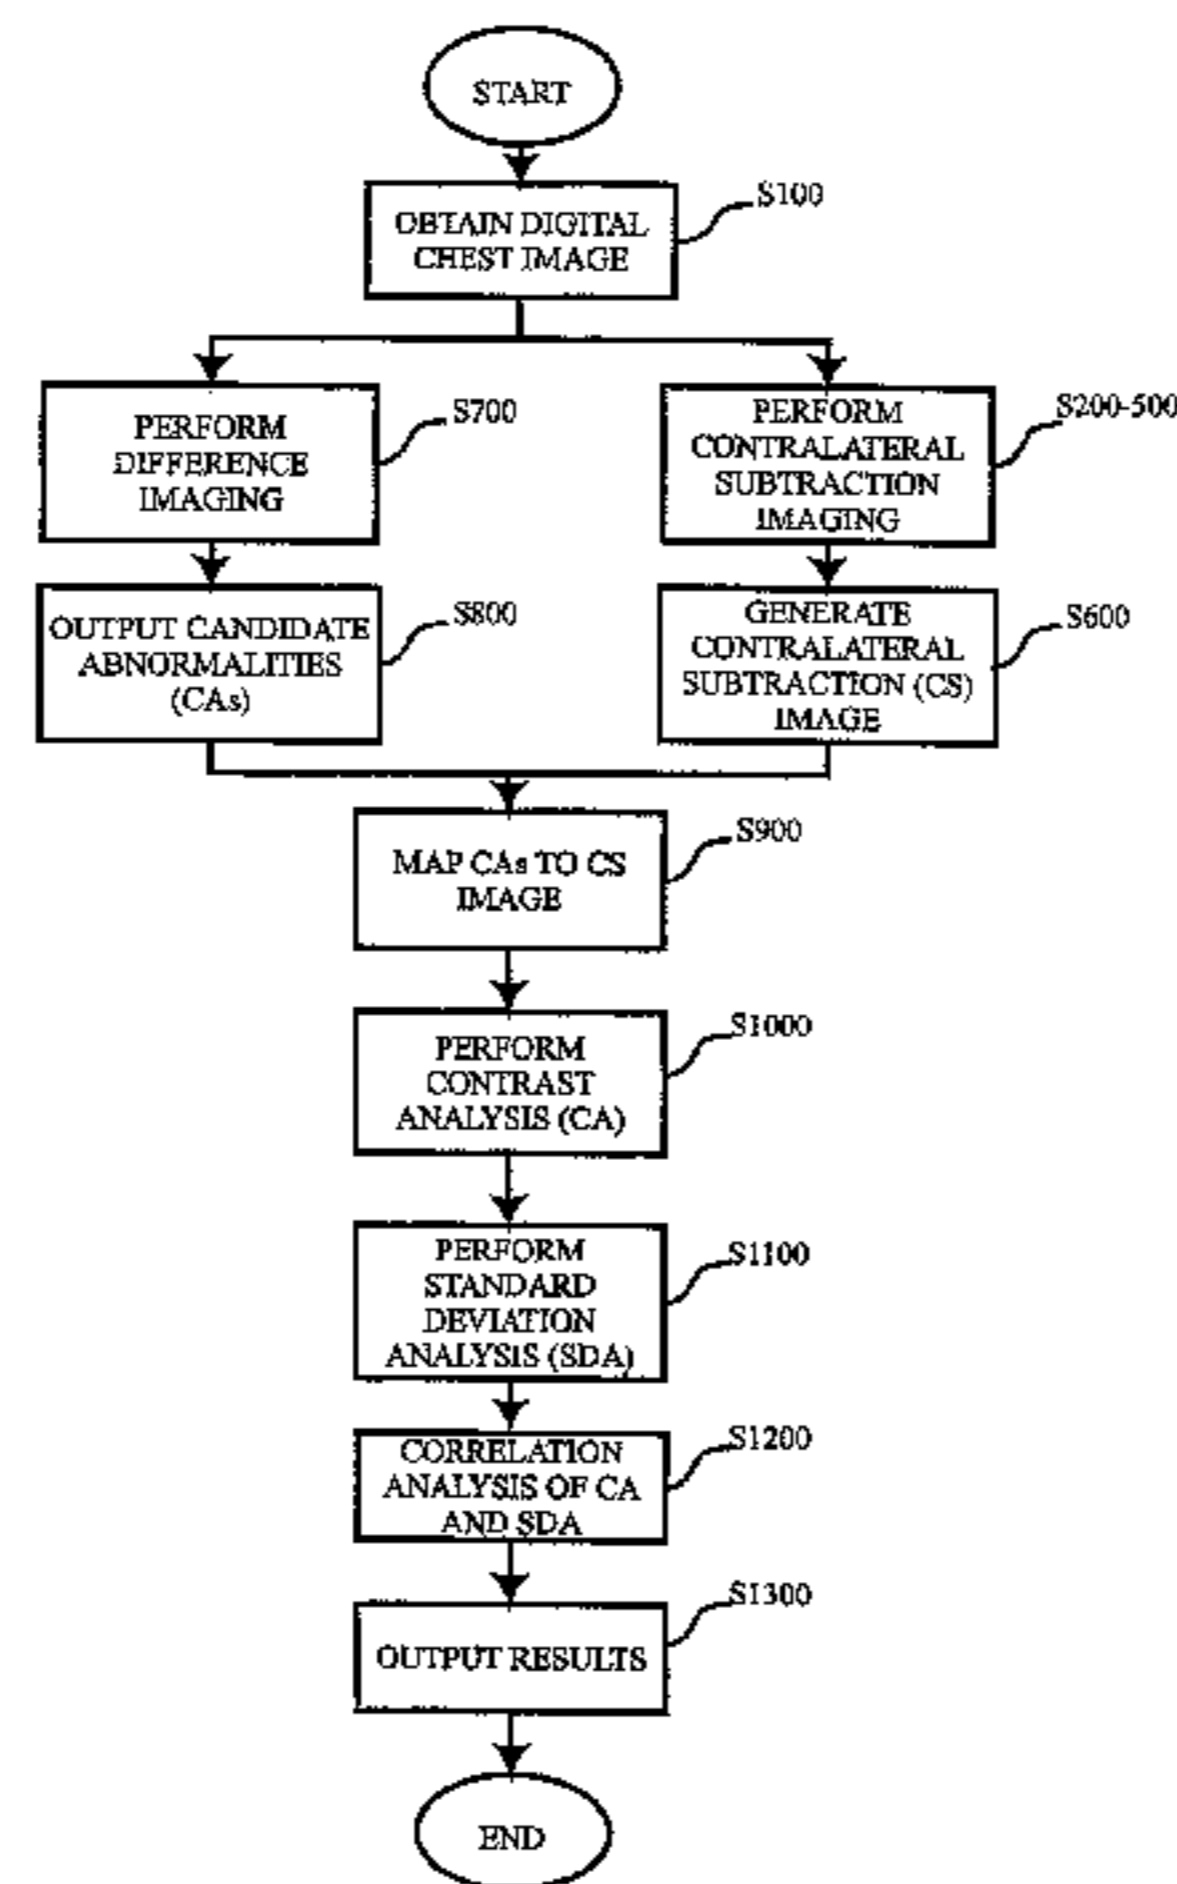 START
OBTAIN DIGITAL
CHEST IMAGE
S100
PERFORM
DIFFERENCE
IMAGING
S700
PERFORM
CONTRALATERAL
SUBTRACTION
IMAGING
S200-500
OUTPUT CANDIDATE
ABNORMALITIES
(CAs)
S800
GENERATE
CONTRALATERAL
SUBTRACTION (CS)
IMAGE
S600
MAP CAs TO CS
IMAGE
S900
PERFORM
CONTRAST
ANALYSIS (CA)
S1000
PERFORM
STANDARD
DEVIATION
ANALYSIS (SDA)
S1100
CORRELATION
ANALYSIS OF CA
AND SDA
S1200
OUTPUT RESULTS
S1300
END